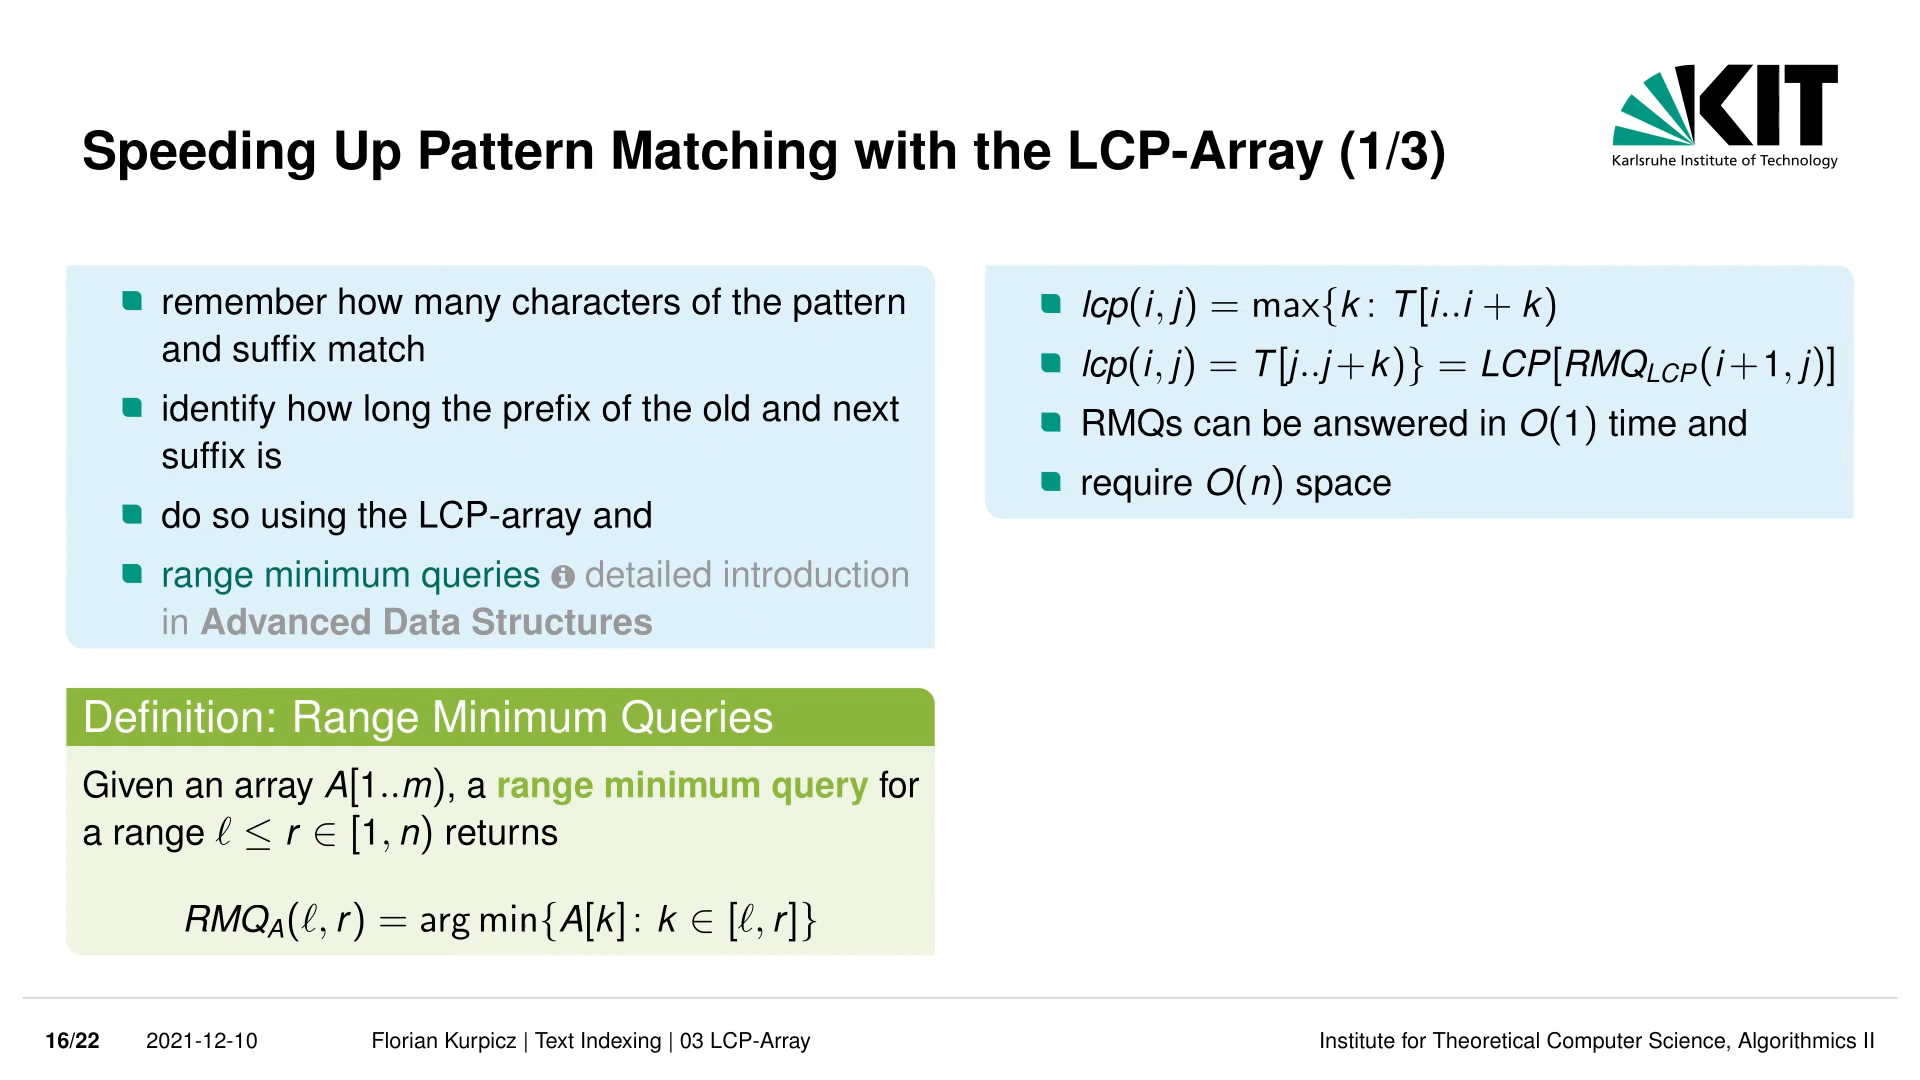 KIT
Karlsruhe Institute of Technology
Speeding Up Pattern Matching with the LCP-Array (1/3)
remember how many characters of the pattern
and suffix match
identify how long the prefix of the old and next
suffix is
do so using the LCP-array and
range minimum queries detailed introduction
in Advanced Data Structures
Definition: Range Minimum Queries
Given an array A[1..m), a range minimum query for
a range ℓ ≤ r ∈ [1, n) returns
RMQ_A(ℓ, r) = arg min{A[k]: k ∈ [ℓ, r]}
lcp(i, j) = max{k: T[i..i + k)
lcp(i, j) = T[j..j+k)} = LCP[RMQ_LCP(i+1, j)]
RMQs can be answered in O(1) time and
require O(n) space
16/22 2021-12-10 Florian Kurpicz | Text Indexing | 03 LCP-Array Institute for Theoretical Computer Science, Algorithmics II